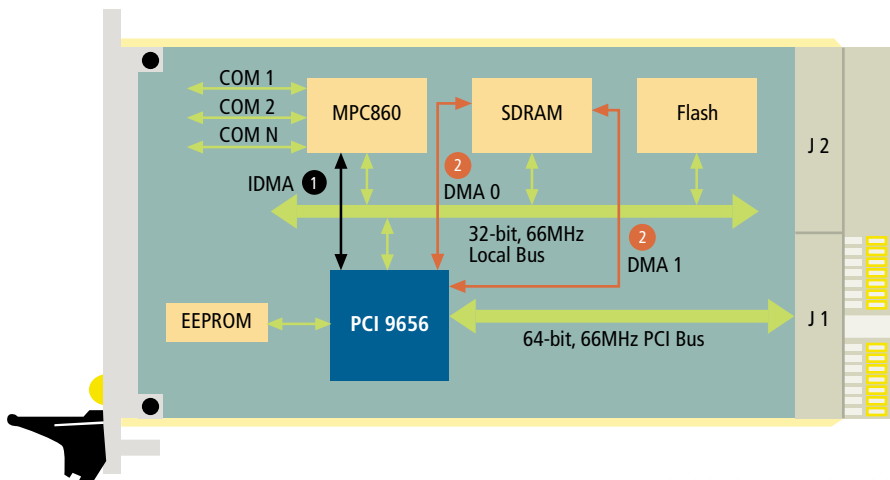 COM 1
COM 2
COM N
MPC860
SDRAM
Flash
J 2
IDMA 1
2
DMA 0
32-bit, 66MHz
Local Bus
2
DMA 1
EEPROM
PCI 9656
64-bit, 66MHz PCI Bus
J 1